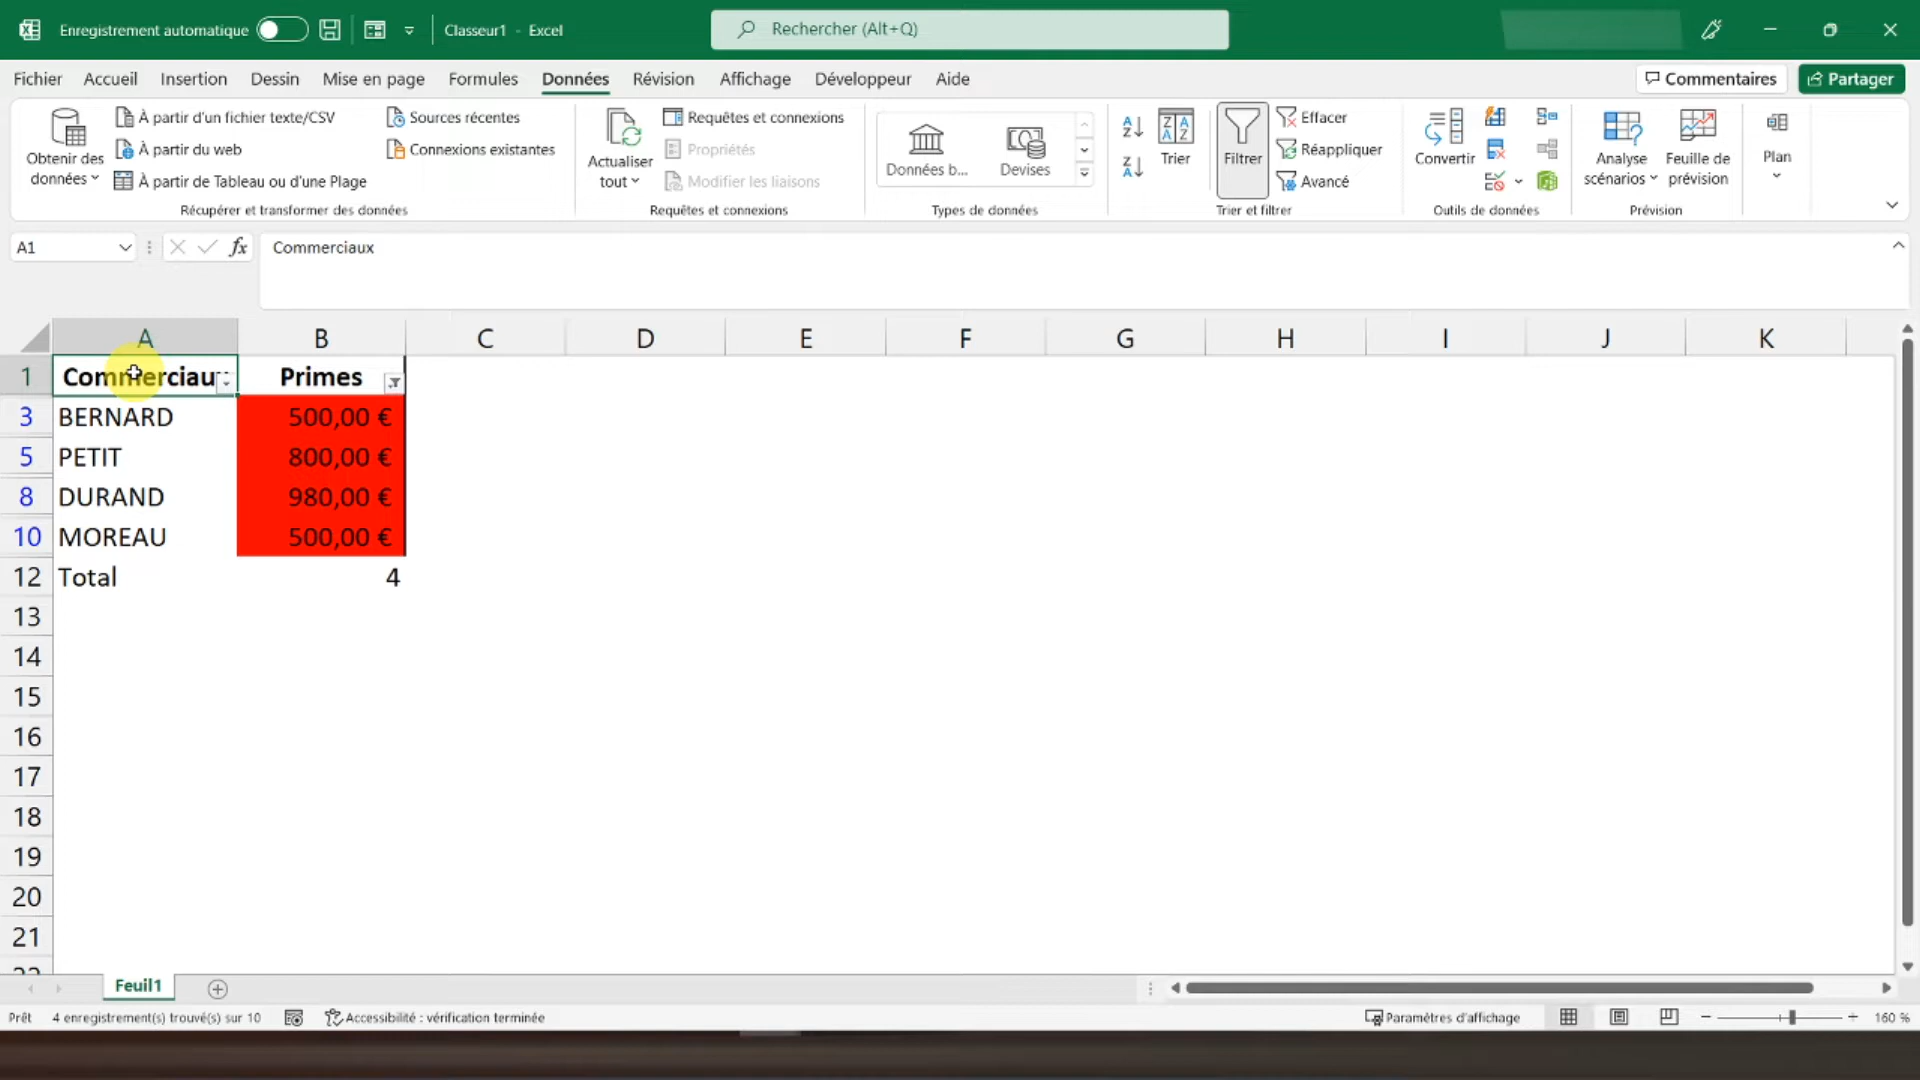 Enregistrement automatique
Classeur1 - Excel
Rechercher (Alt+Q)
Fichier Accueil Insertion Dessin Mise en page Formules Données Révision Affichage Développeur Aide
Commentaires
Partager
Obtenir des données
À partir d'un fichier texte/CSV
À partir du web
À partir de Tableau ou d'une Plage
Sources récentes
Connexions existantes
Récupérer et transformer des données
Actualiser tout
Requêtes et connexions
Propriétés
Modifier les liaisons
Requêtes et connexions
Données b...
Devises
Types de données
Trier
Filtrer
Effacer
Réappliquer
Avancé
Trier et filtrer
Convertir
Outils de données
Analyse scénarios
Feuille de prévision
Prévision
Plan
A1
fx
Commerciaux
A B C D E F G H I J K
1 Commerciaux Primes
3 BERNARD 500,00 €
5 PETIT 800,00 €
8 DURAND 980,00 €
10 MOREAU 500,00 €
12 Total 4
13
14
15
16
17
18
19
20
21
22
Feuil1
Prêt 4 enregistrement(s) trouvé(s) sur 10 Accessibilité : vérification terminée
Paramètres d'affichage
160 %